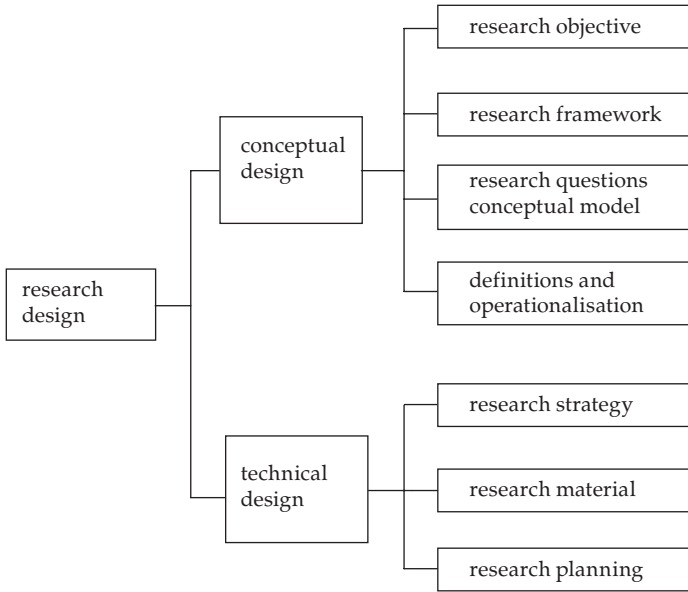 research
design
conceptual
design
research objective
research framework
research questions
conceptual model
definitions and
operationalisation
technical
design
research strategy
research material
research planning